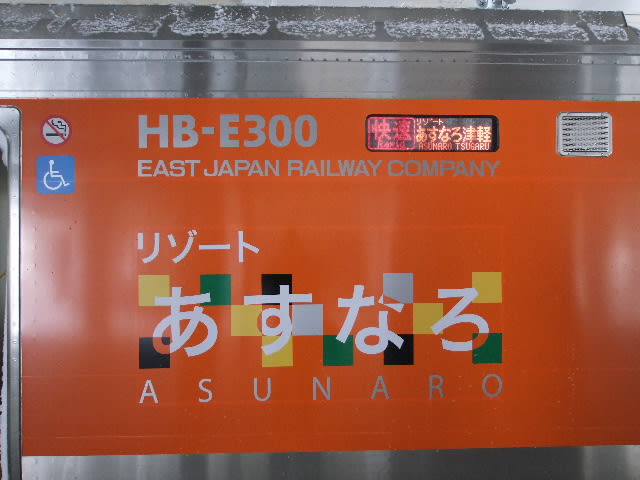 HB-E300
快速 リゾート
あすなろ津軽
ASUNARO TSUGARU
EAST JAPAN RAILWAY COMPANY
リゾート
あすなろ
ASUNARO